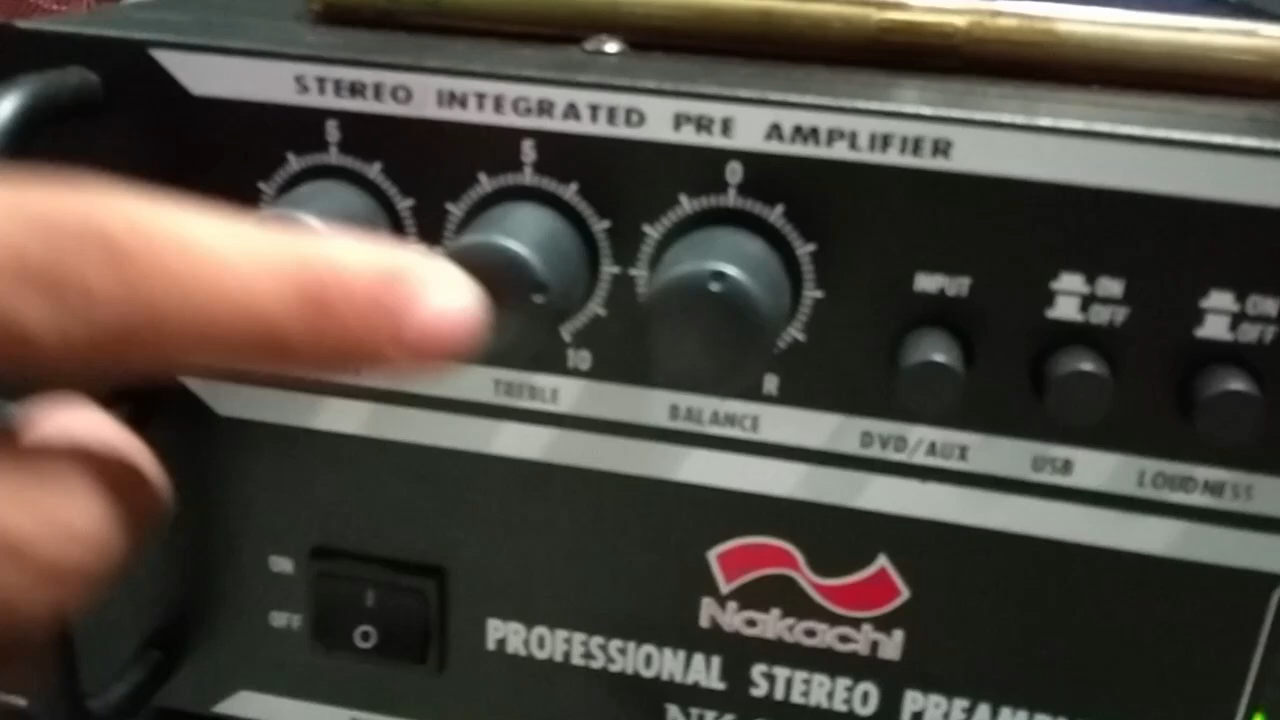 STEREO INTEGRATED PRE AMPLIFIER
5 5 0
INPUT ON ON
OFF OFF
10 R
TREBLE BALANCE DVD/AUX USB LOUDNESS
ON
OFF
Nakachi
PROFESSIONAL STEREO